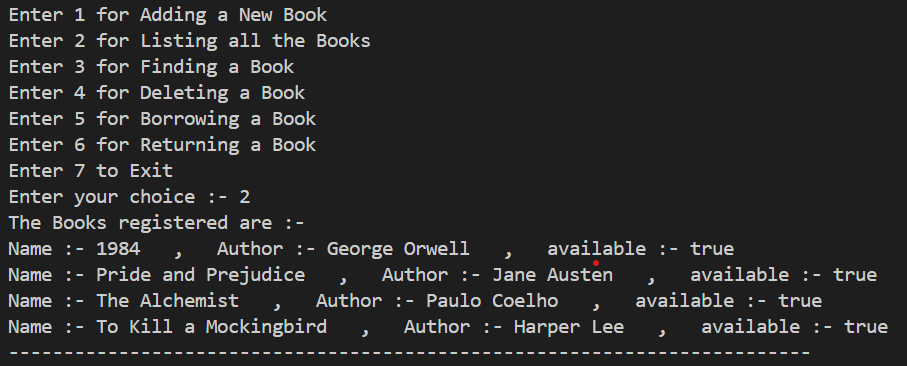 Enter 1 for Adding a New Book
Enter 2 for Listing all the Books
Enter 3 for Finding a Book
Enter 4 for Deleting a Book
Enter 5 for Borrowing a Book
Enter 6 for Returning a Book
Enter 7 to Exit
Enter your choice :- 2
The Books registered are :-
Name :- 1984   ,   Author :- George Orwell   ,   available :- true
Name :- Pride and Prejudice   ,   Author :- Jane Austen   ,   available :- true
Name :- The Alchemist   ,   Author :- Paulo Coelho   ,   available :- true
Name :- To Kill a Mockingbird   ,   Author :- Harper Lee   ,   available :- true
-------------------------------------------------------------------------